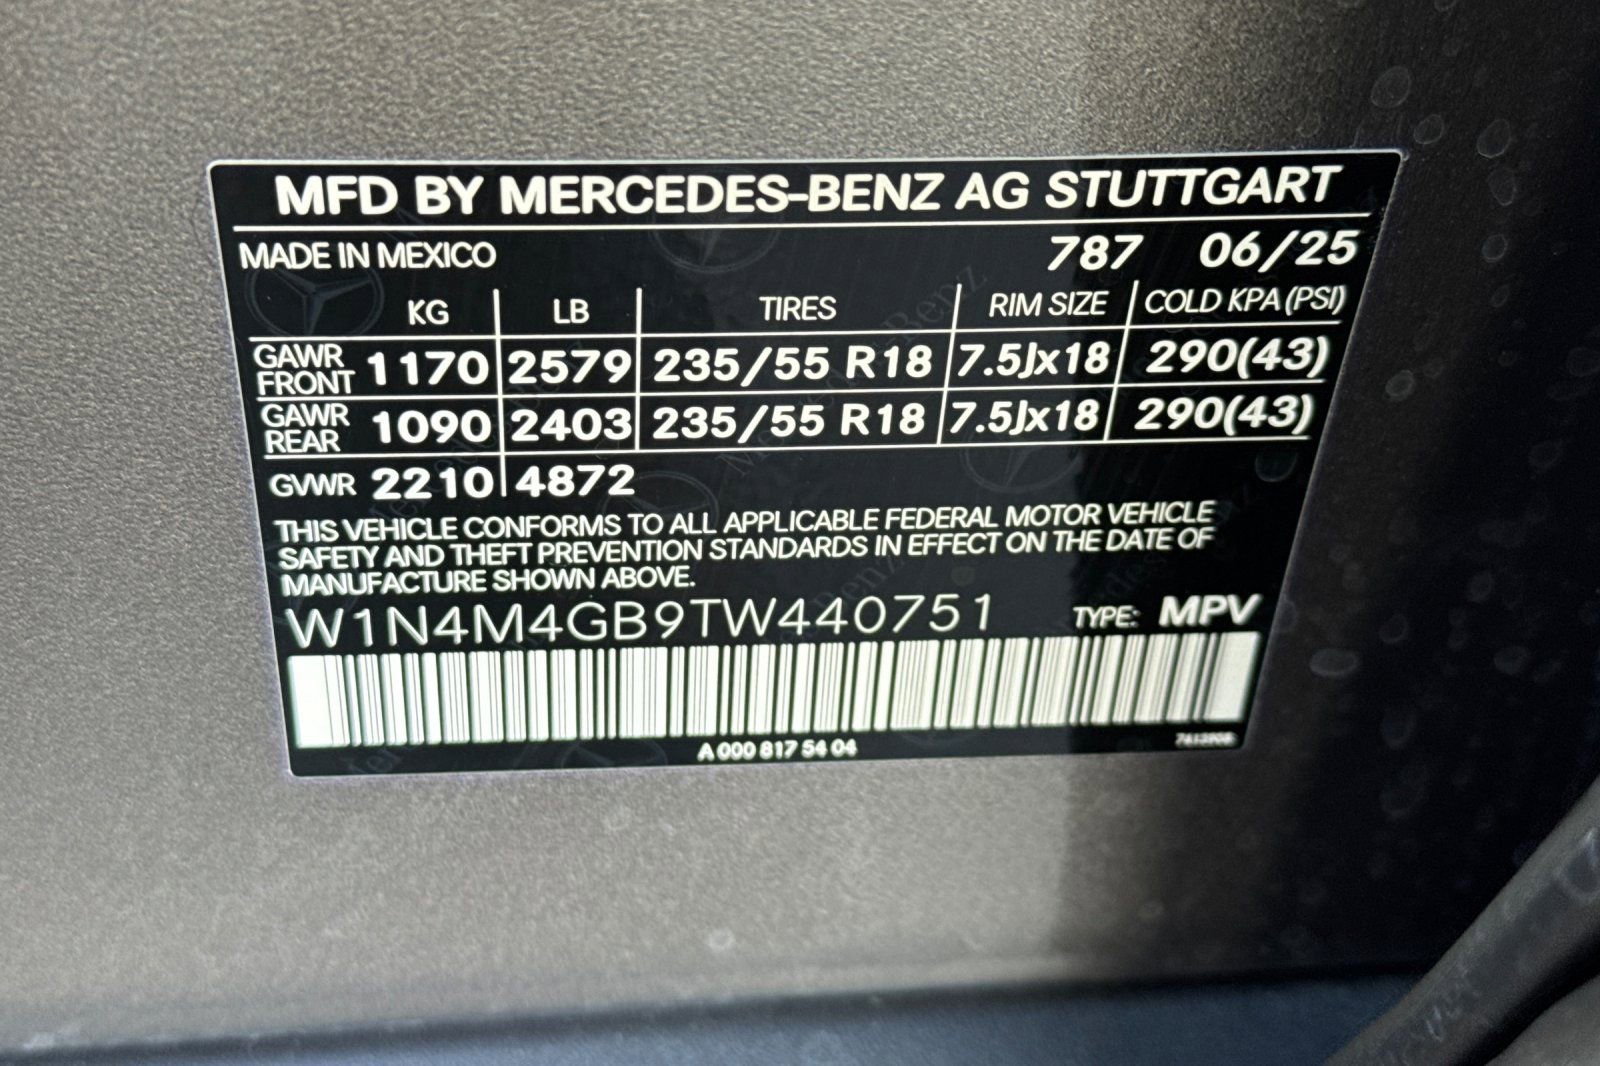 MFD BY MERCEDES-BENZ AG STUTTGART
MADE IN MEXICO 787 06/25
KG LB TIRES RIM SIZE COLD KPA (PSI)
GAWR FRONT 1170 2579 235/55 R18 7.5Jx18 290(43)
GAWR REAR 1090 2403 235/55 R18 7.5Jx18 290(43)
GVWR 2210 4872
THIS VEHICLE CONFORMS TO ALL APPLICABLE FEDERAL MOTOR VEHICLE
SAFETY AND THEFT PREVENTION STANDARDS IN EFFECT ON THE DATE OF
MANUFACTURE SHOWN ABOVE.
W1N4M4GB9TW440751 TYPE: MPV
A 000 817 54 04